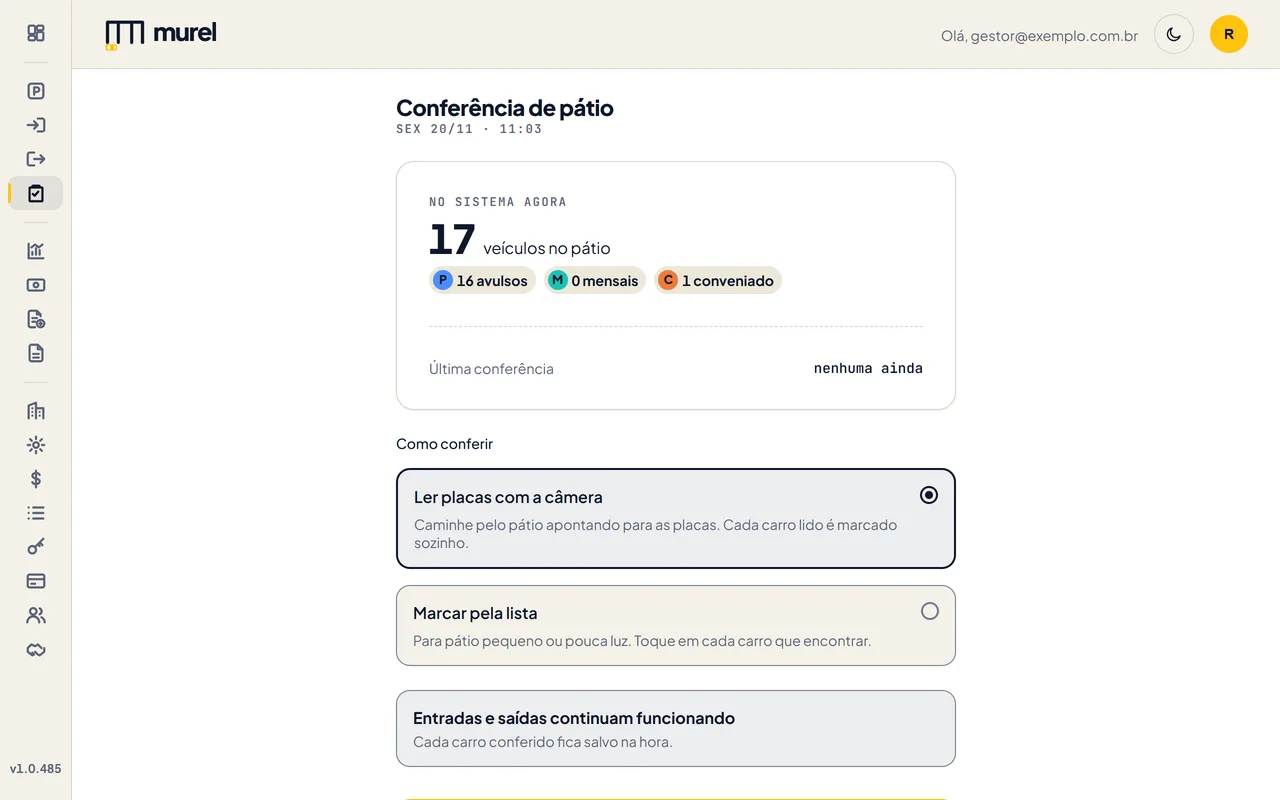 murel
Olá, gestor@exemplo.com.br
R
P
Conferência de pátio
SEX 20/11 · 11:03
NO SISTEMA AGORA
17 veículos no pátio
P 16 avulsos M 0 mensais C 1 conveniado
Última conferência nenhuma ainda
Como conferir
Ler placas com a câmera
Caminhe pelo pátio apontando para as placas. Cada carro lido é marcado
sozinho.
Marcar pela lista
Para pátio pequeno ou pouca luz. Toque em cada carro que encontrar.
Entradas e saídas continuam funcionando
Cada carro conferido fica salvo na hora.
v1.0.485